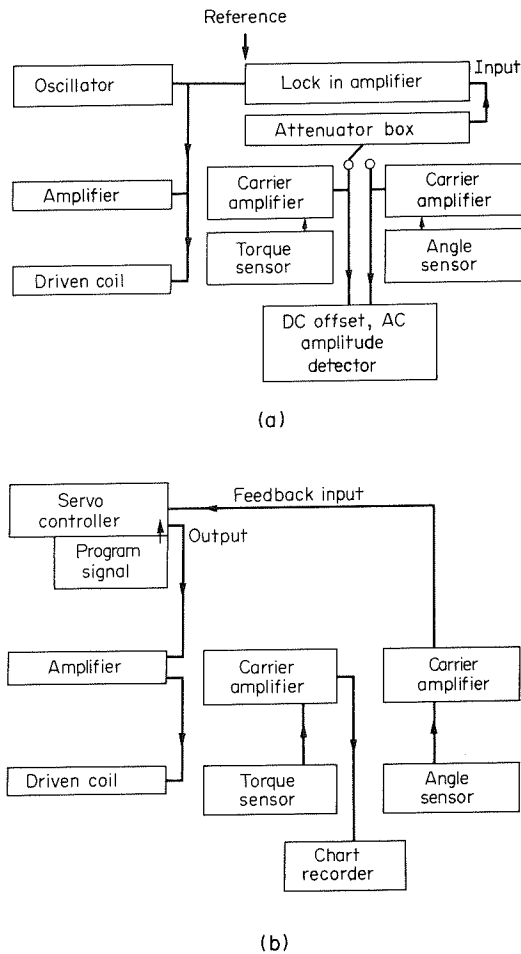 Reference
Oscillator
Lock in amplifier
Input
Attenuator box
Amplifier
Carrier
amplifier
Carrier
amplifier
Torque
sensor
Angle
sensor
Driven coil
DC offset, AC
amplitude
detector
(a)
Servo
controller
Feedback input
Output
Program
signal
Amplifier
Carrier
amplifier
Carrier
amplifier
Driven coil
Torque
sensor
Angle
sensor
Chart
recorder
(b)